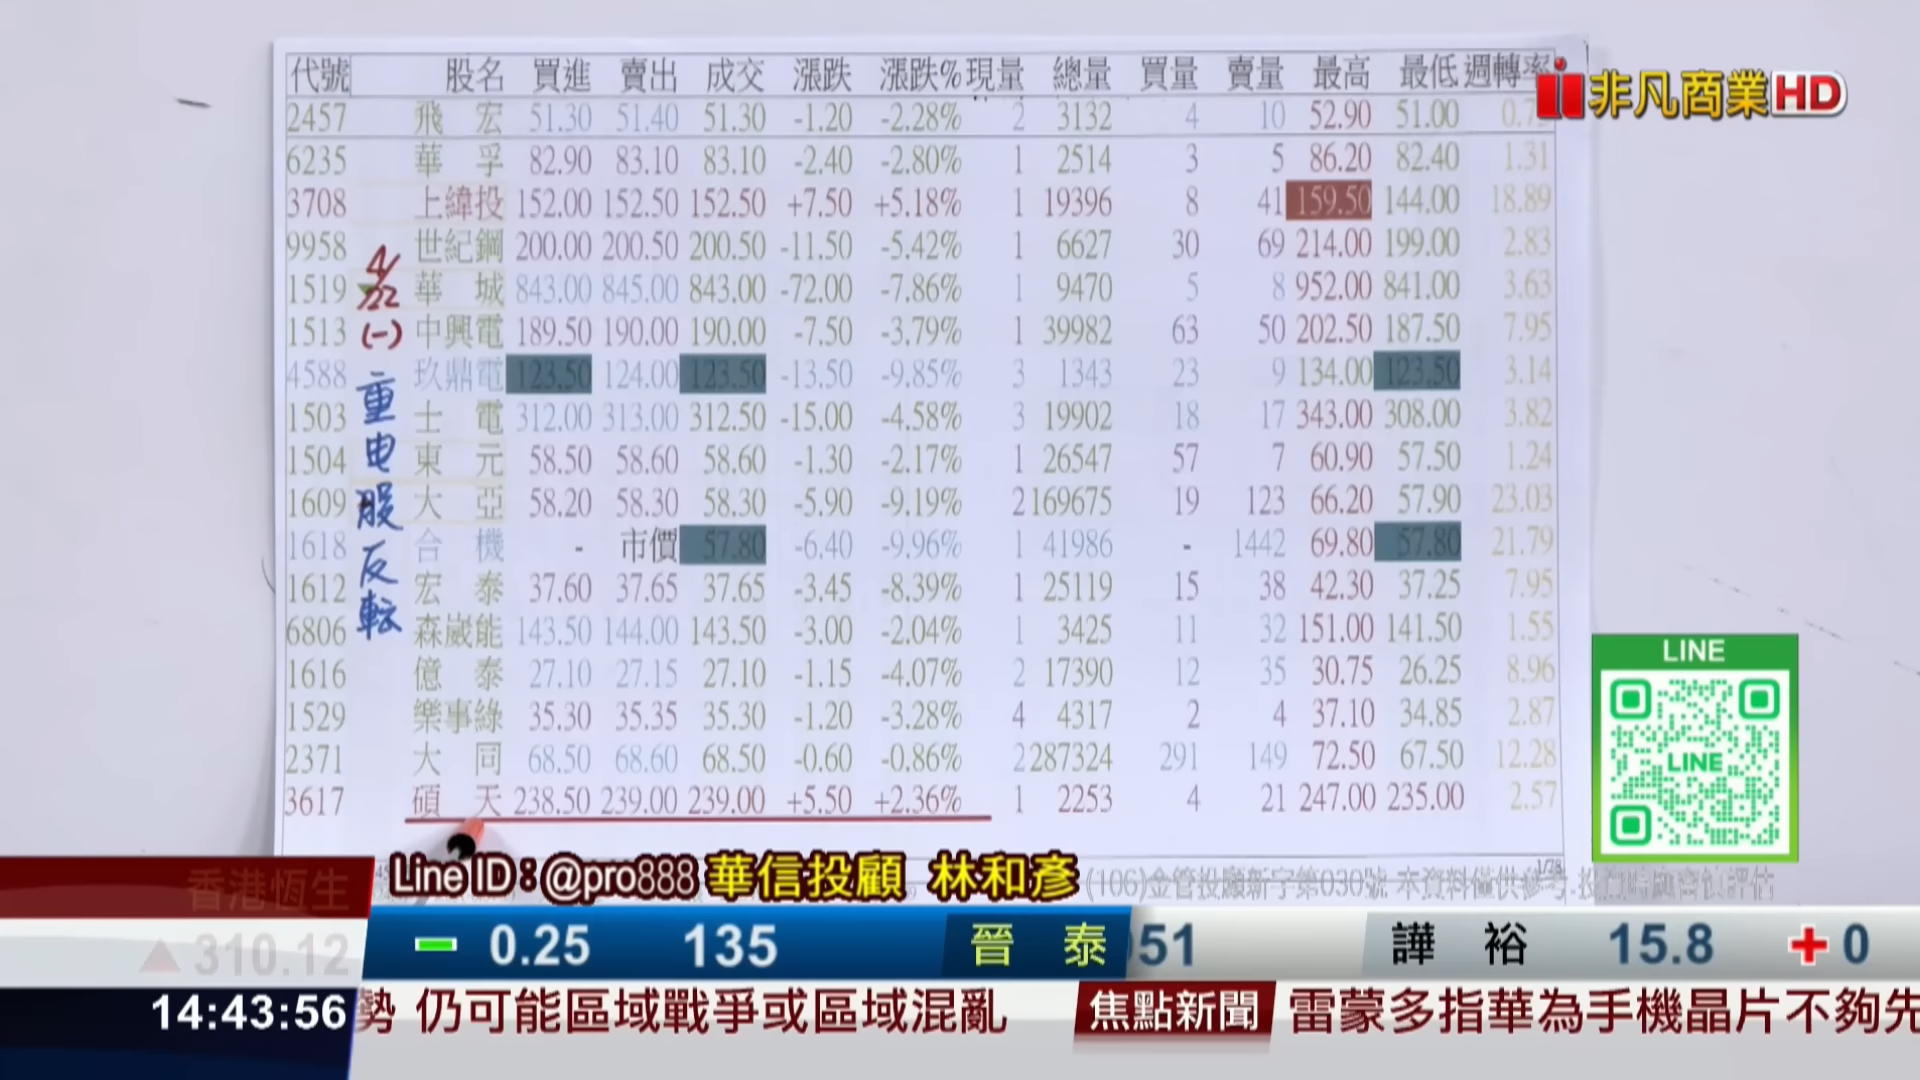 代號 股名 買進 賣出 成交 漲跌 漲跌% 現量 總量 買量 賣量 最高 最低 週轉率
2457 飛宏 51.30 51.40 51.30 -1.20 -2.28% 2 3132 4 10 52.90 51.00
6235 華孚 82.90 83.10 83.10 -2.40 -2.80% 1 2514 3 5 86.20 82.40 1.31
3708 上緯投 152.00 152.50 152.50 +7.50 +5.18% 1 19396 8 41 159.50 144.00 18.89
9958 世紀鋼 200.00 200.50 200.50 -11.50 -5.42% 1 6627 30 69 214.00 199.00 2.83
1519 華城 843.00 845.00 843.00 -72.00 -7.86% 1 9470 5 8 952.00 841.00 3.63
1513 中興電 189.50 190.00 190.00 -7.50 -3.79% 1 39982 63 50 202.50 187.50 7.95
4588 玖鼎電 123.50 124.00 123.50 -13.50 -9.85% 3 1343 23 9 134.00 123.50 3.14
1503 士電 312.00 313.00 312.50 -15.00 -4.58% 3 19902 18 17 343.00 308.00 3.82
1504 東元 58.50 58.60 58.60 -1.30 -2.17% 1 26547 57 7 60.90 57.50 1.24
1609 大亞 58.20 58.30 58.30 -5.90 -9.19% 2 169675 19 123 66.20 57.90 23.03
1618 合機 - 市價 57.80 -6.40 -9.96% 1 41986 - 1442 69.80 57.80 21.79
1612 宏泰 37.60 37.65 37.65 -3.45 -8.39% 1 25119 15 38 42.30 37.25 7.95
6806 森崴能 143.50 144.00 143.50 -3.00 -2.04% 1 3425 11 32 151.00 141.50 1.55
1616 億泰 27.10 27.15 27.10 -1.15 -4.07% 2 17390 12 35 30.75 26.25 8.96
1529 樂事綠 35.30 35.35 35.30 -1.20 -3.28% 4 4317 2 4 37.10 34.85 2.87
2371 大同 68.50 68.60 68.50 -0.60 -0.86% 2 287324 291 149 72.50 67.50 12.28
3617 碩天 238.50 239.00 239.00 +5.50 +2.36% 1 2253 4 21 247.00 235.00 2.57
4/22
(一)
重电股反転
非凡商業HD
LINE
LINE
1/78
Line ID：@pro888 華信投顧 林和彥
(106)金管投顧新字第030號 本資料僅供參考
香港恆生
▲310.12
0.25 135 晉泰 051 譁裕 15.8 + 0
14:43:56
勢 仍可能區域戰爭或區域混亂 焦點新聞 雷蒙多指華為手機晶片不夠先